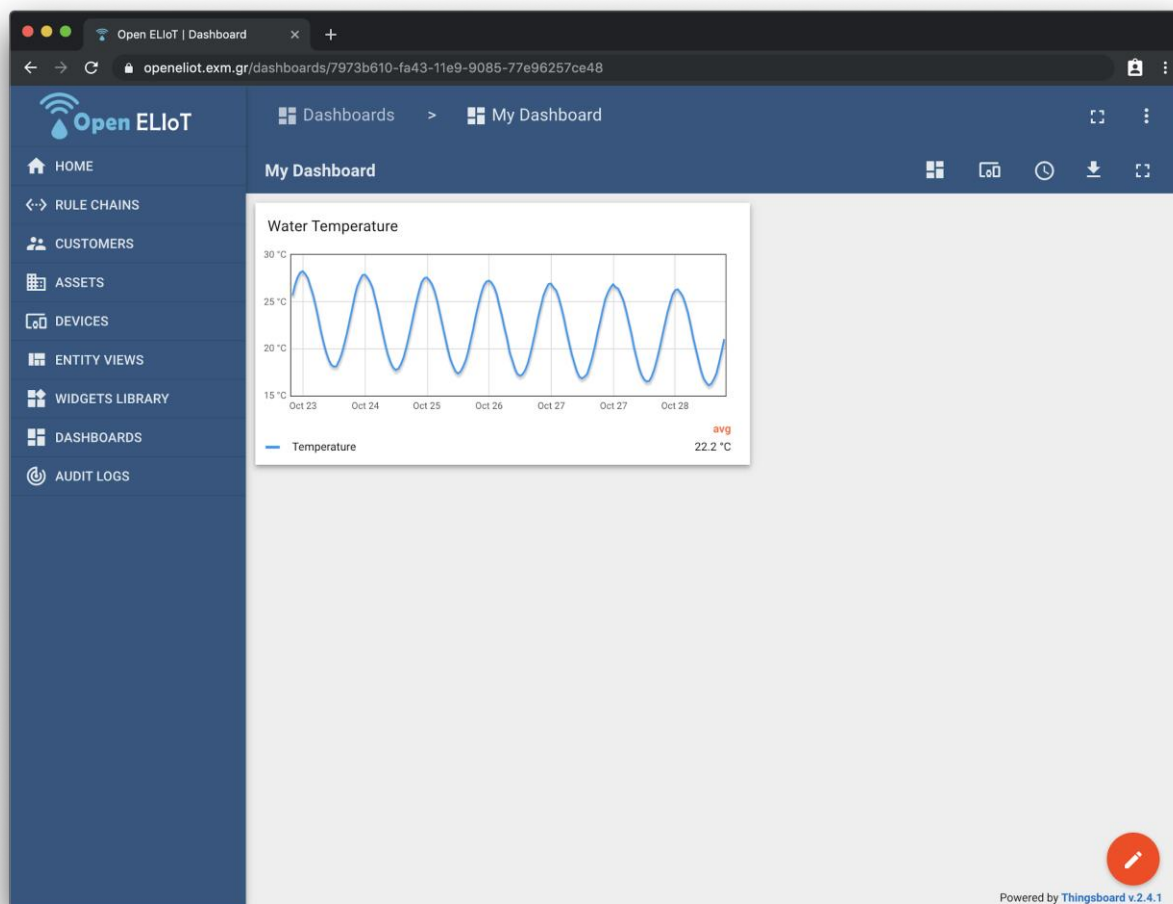 Open ELIoT | Dashboard
openeliot.exm.gr/dashboards/7973b610-fa43-11e9-9085-77e96257ce48
Open ELIoT
Dashboards > My Dashboard
HOME
My Dashboard
RULE CHAINS
CUSTOMERS
ASSETS
DEVICES
ENTITY VIEWS
WIDGETS LIBRARY
DASHBOARDS
AUDIT LOGS
Water Temperature
30 °C
25 °C
20 °C
15 °C
Oct 23 Oct 24 Oct 25 Oct 26 Oct 27 Oct 27 Oct 28
avg
Temperature 22.2 °C
Powered by Thingsboard v.2.4.1